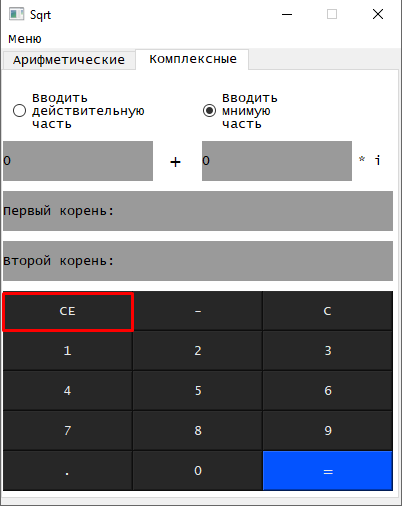 Sqrt
Меню
Арифметические Комплексные
Вводить действительную часть
Вводить мнимую часть
0 + 0 * i
Первый корень:
Второй корень:
CE - C
1 2 3
4 5 6
7 8 9
. 0 =